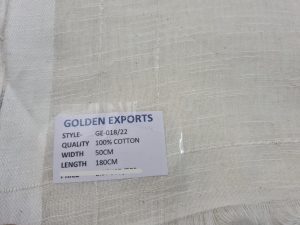 GOLDEN EXPORTS
STYLE- GE-018/22
QUALITY 100% COTTON
WIDTH 50CM
LENGTH 180CM